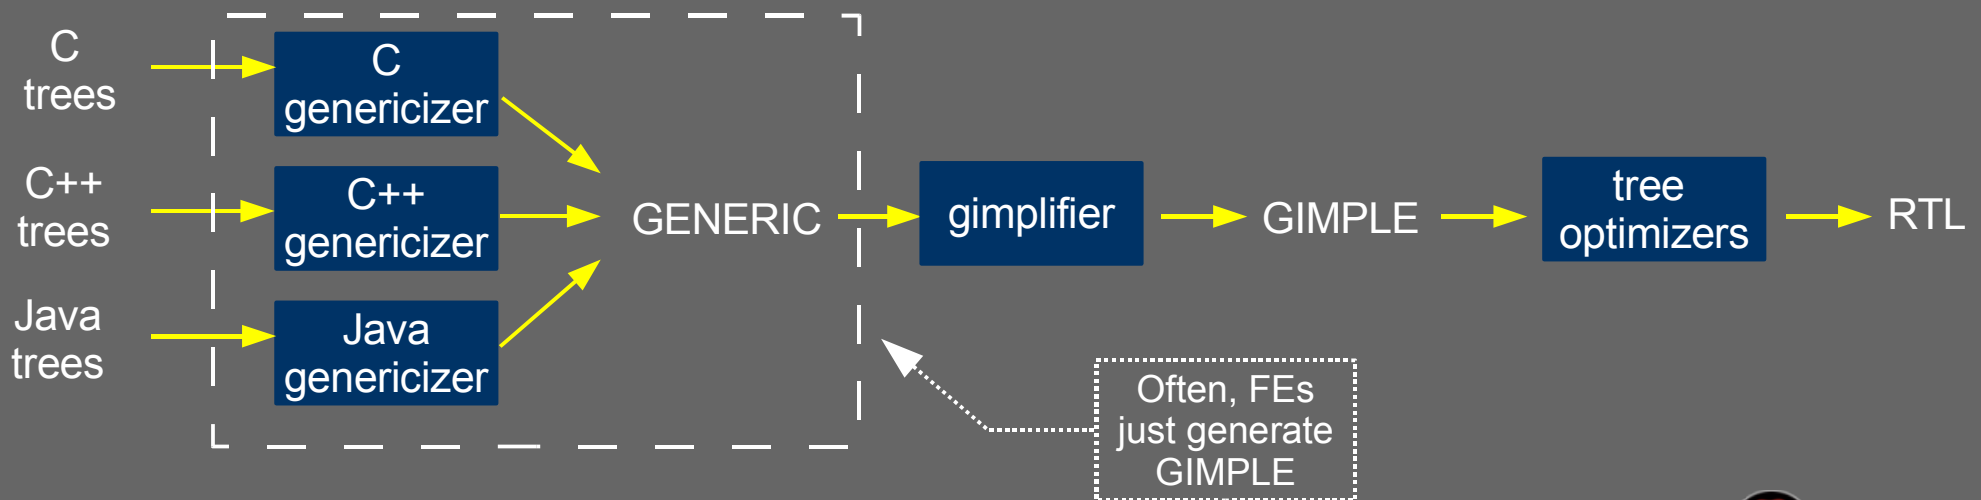 C
trees
C
genericizer
C++
trees
C++
genericizer
Java
trees
Java
genericizer
GENERIC
gimplifier
GIMPLE
tree
optimizers
RTL
Often, FEs
just generate
GIMPLE